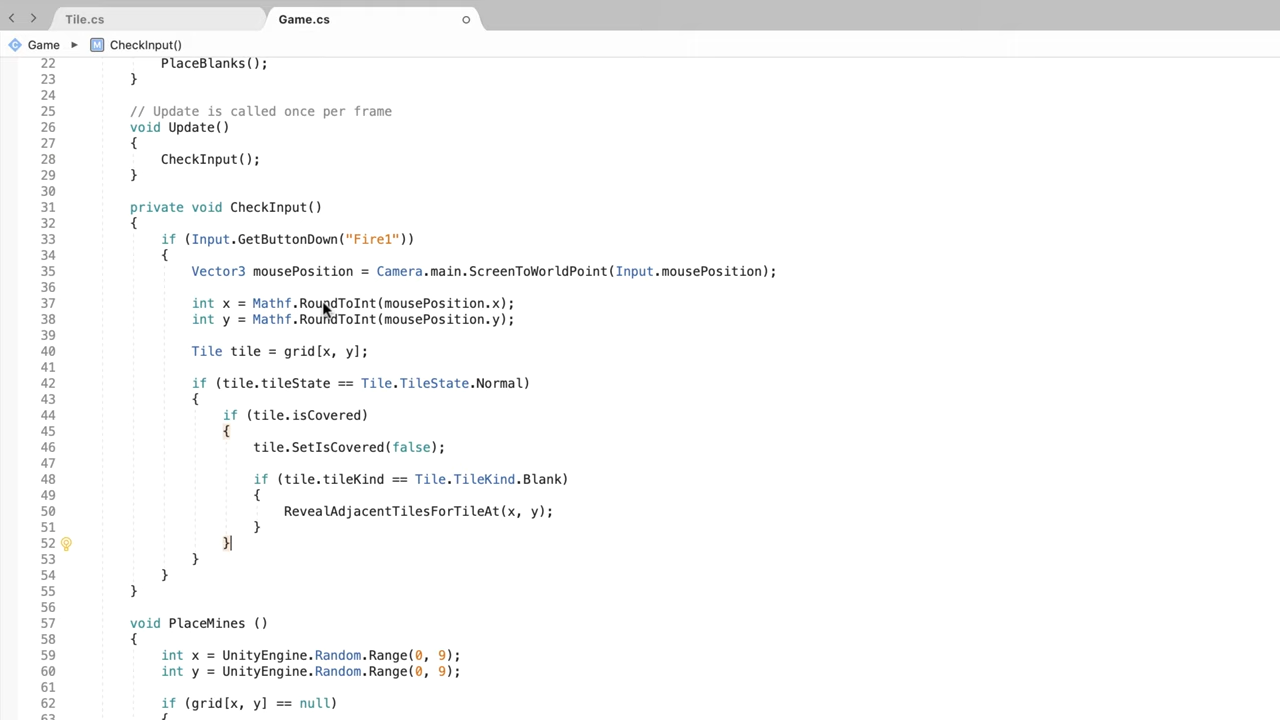 Tile.cs
Game.cs
Game ▸ M CheckInput()
22 PlaceBlanks();
23 }
24
25 // Update is called once per frame
26 void Update()
27 {
28 CheckInput();
29 }
30
31 private void CheckInput()
32 {
33 if (Input.GetButtonDown("Fire1"))
34 {
35 Vector3 mousePosition = Camera.main.ScreenToWorldPoint(Input.mousePosition);
36
37 int x = Mathf.RoundToInt(mousePosition.x);
38 int y = Mathf.RoundToInt(mousePosition.y);
39
40 Tile tile = grid[x, y];
41
42 if (tile.tileState == Tile.TileState.Normal)
43 {
44 if (tile.isCovered)
45 {
46 tile.SetIsCovered(false);
47
48 if (tile.tileKind == Tile.TileKind.Blank)
49 {
50 RevealAdjacentTilesForTileAt(x, y);
51 }
52 }
53 }
54 }
55 }
56
57 void PlaceMines ()
58 {
59 int x = UnityEngine.Random.Range(0, 9);
60 int y = UnityEngine.Random.Range(0, 9);
61
62 if (grid[x, y] == null)
63 {